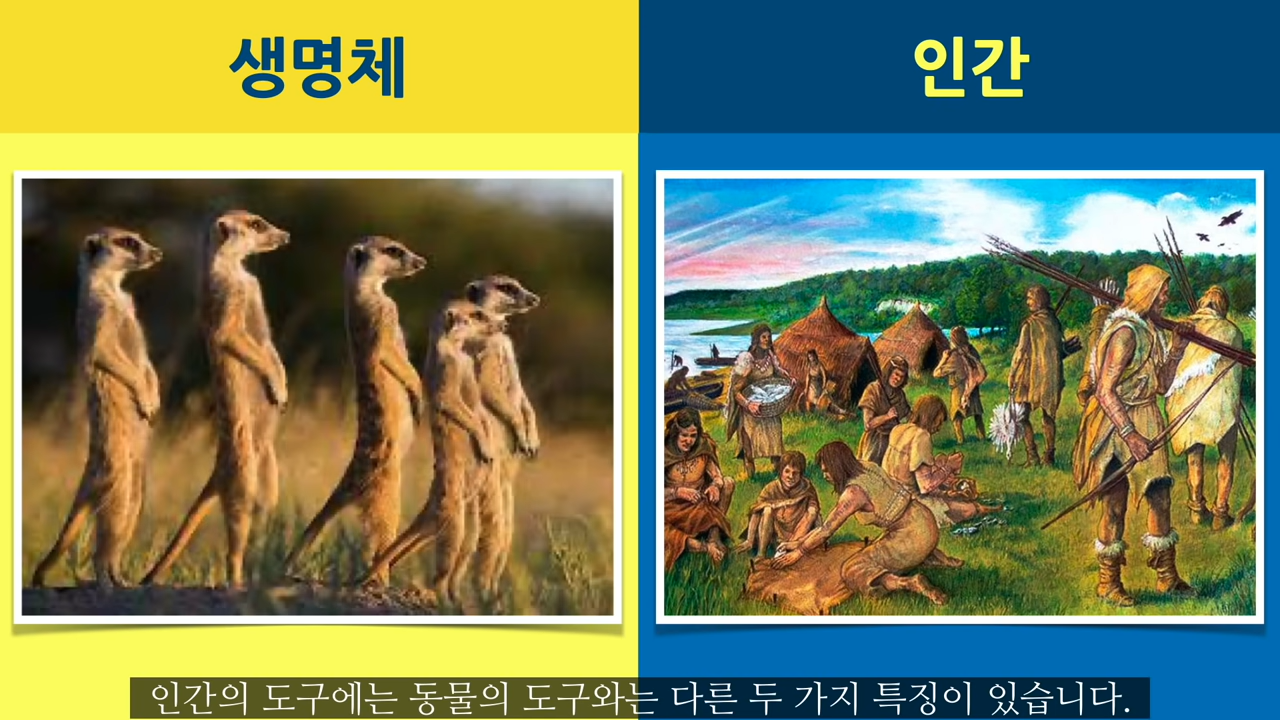 생명체
인간
인간의 도구에는 동물의 도구와는 다른 두 가지 특징이 있습니다.